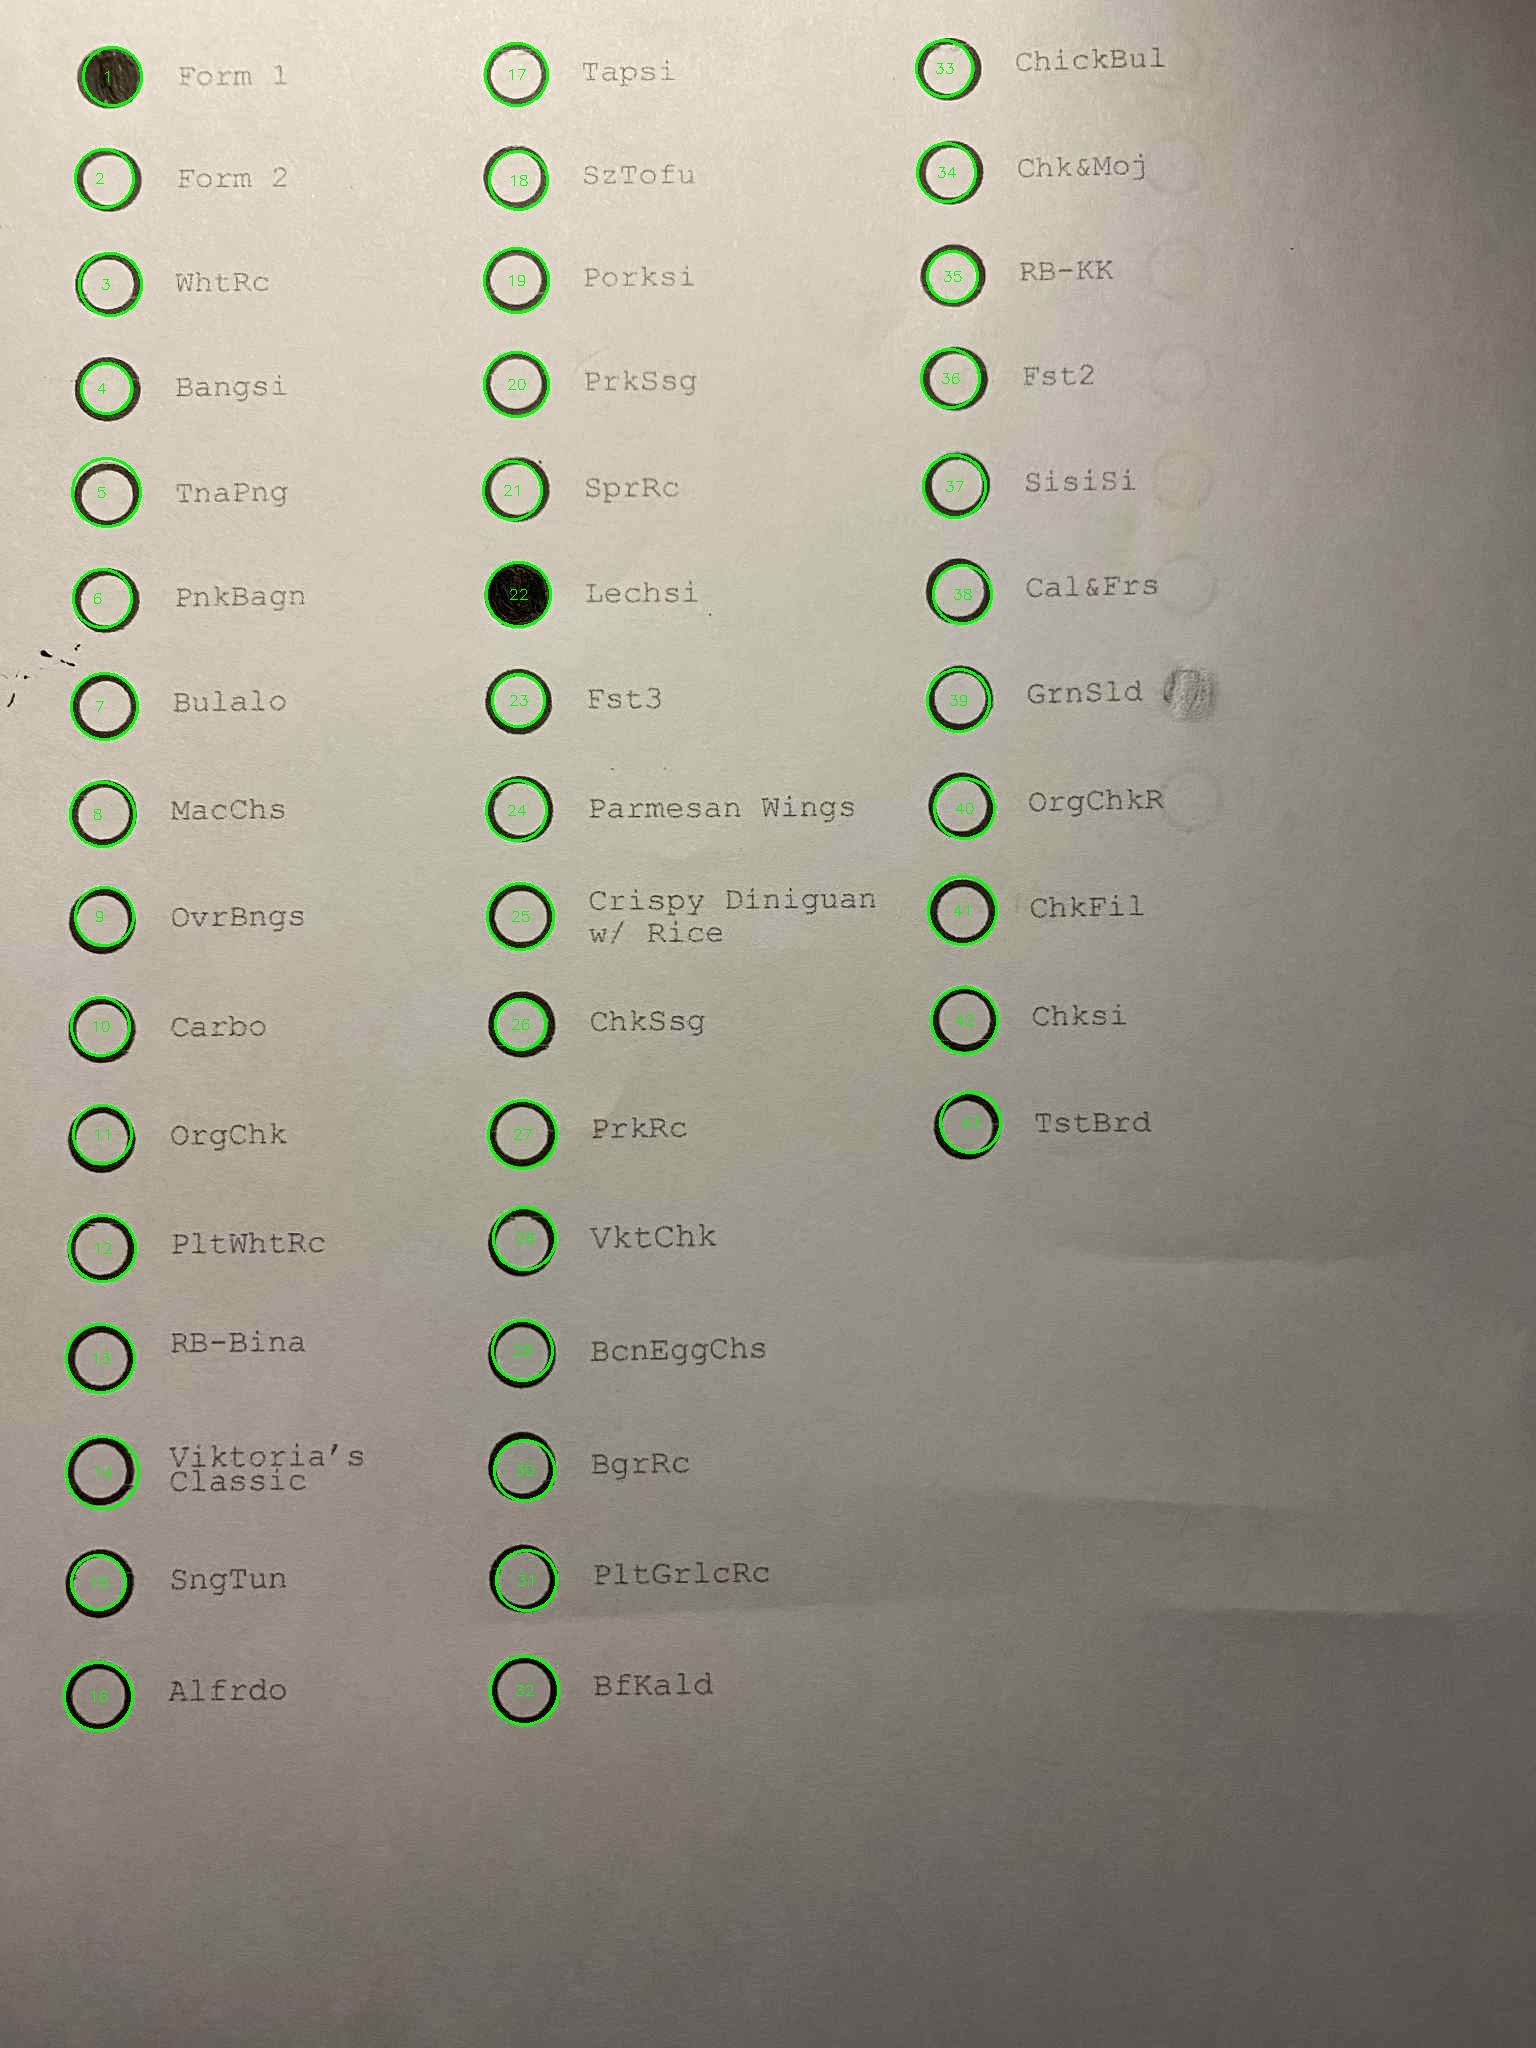 1 Form 1
2 Form 2
3 WhtRc
4 Bangsi
5 TnaPng
6 PnkBagn
7 Bulalo
8 MacChs
9 OvrBngs
10 Carbo
11 OrgChk
12 PltWhtRc
13 RB-Bina
14 Viktoria's
Classic
15 SngTun
16 Alfrdo
17 Tapsi
18 SzTofu
19 Porksi
20 PrkSsg
21 SprRc
22 Lechsi
23 Fst3
24 Parmesan Wings
25 Crispy Diniguan
w/ Rice
26 ChkSsg
27 PrkRc
28 VktChk
29 BcnEggChs
30 BgrRc
31 PltGrlcRc
32 BfKald
33 ChickBul
34 Chk&Moj
35 RB-KK
36 Fst2
37 SisiSi
38 Cal&Frs
39 GrnSld
40 OrgChkR
41 ChkFil
42 Chksi
43 TstBrd